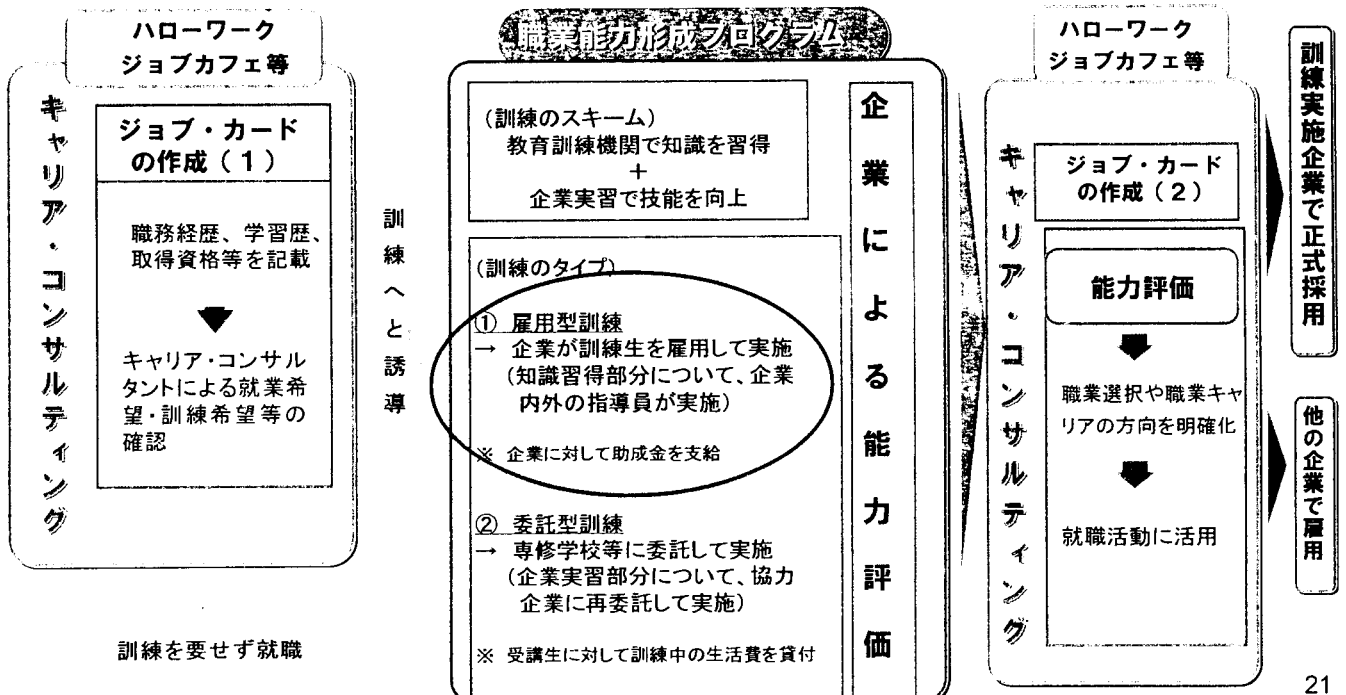 ハローワーク
ジョブカフェ等
キャリア・コンサルティング
ジョブ・カード
の作成（1）
職務経歴、学習歴、
取得資格等を記載
キャリア・コンサル
タントによる就業希
望・訓練希望等の
確認
訓練を要せず就職
訓練へと誘導
職業能力形成プログラム
（訓練のスキーム）
教育訓練機関で知識を習得
＋
企業実習で技能を向上
（訓練のタイプ）
① 雇用型訓練
→ 企業が訓練生を雇用して実施
（知識習得部分について、企業
内外の指導員が実施）
※ 企業に対して助成金を支給
② 委託型訓練
→ 専修学校等に委託して実施
（企業実習部分について、協力
企業に再委託して実施）
※ 受講生に対して訓練中の生活費を貸付
企業による能力評価
ハローワーク
ジョブカフェ等
キャリア・コンサルティング
ジョブ・カード
の作成（2）
能力評価
職業選択や職業キャ
リアの方向を明確化
就職活動に活用
訓練実施企業で正式採用
他の企業で雇用
21